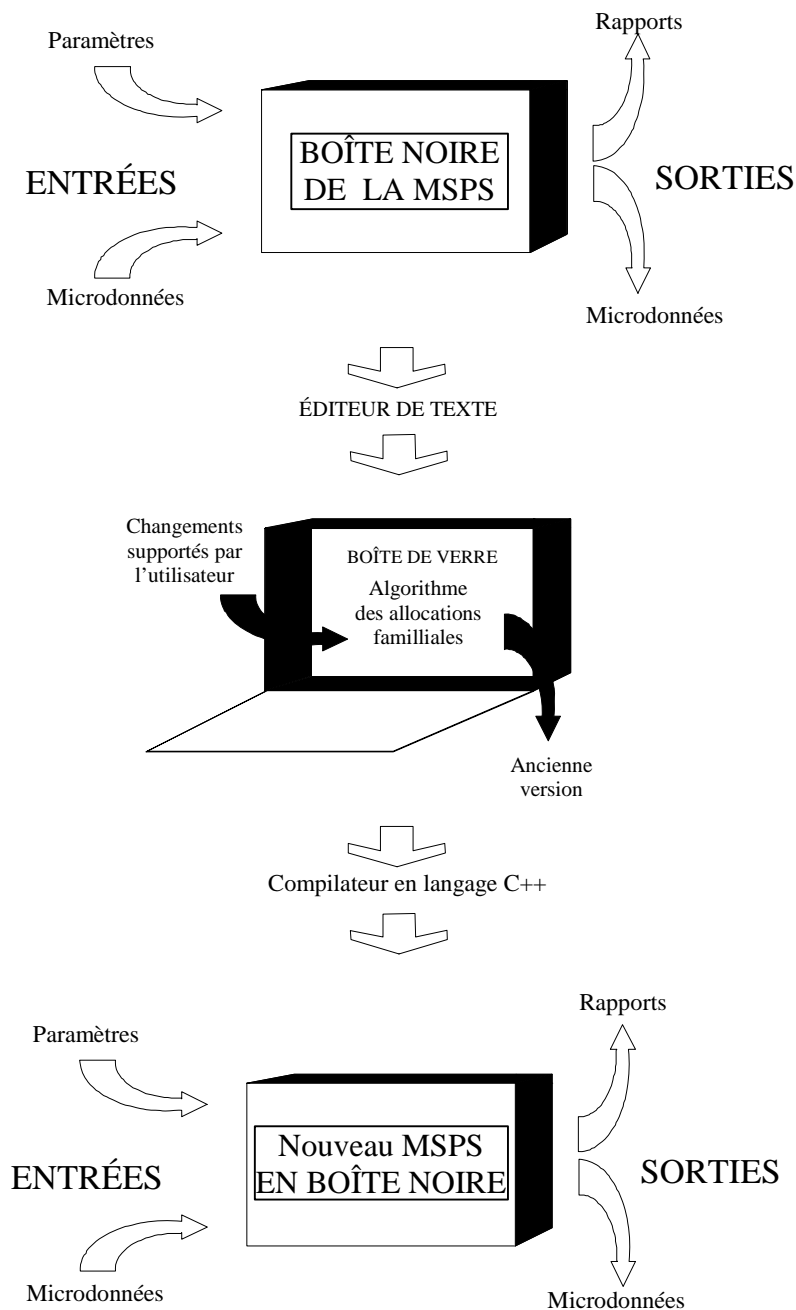 Rapports
Paramètres
BOÎTE NOIRE
DE LA MSPS
ENTRÉES
SORTIES
Microdonnées
Microdonnées
ÉDITEUR DE TEXTE
Changements
supportés par
l'utilisateur
BOÎTE DE VERRE
Algorithme
des allocations
familliales
Ancienne
version
Compilateur en langage C++
Rapports
Paramètres
Nouveau MSPS
EN BOÎTE NOIRE
ENTRÉES
SORTIES
Microdonnées
Microdonnées